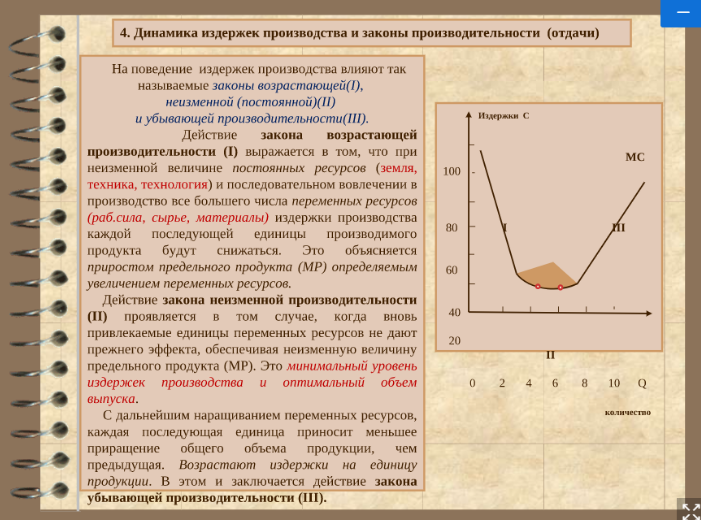 4. Динамика издержек производства и законы производительности (отдачи)
На поведение издержек производства влияют так
называемые законы возрастающей(I),
неизменной (постоянной)(II)
и убывающей производительности(III).
Действие закона возрастающей
производительности (I) выражается в том, что при
неизменной величине постоянных ресурсов (земля,
техника, технология) и последовательном вовлечении в
производство все большего числа переменных ресурсов
(раб.сила, сырье, материалы) издержки производства
каждой последующей единицы производимого
продукта будут снижаться. Это объясняется
приростом предельного продукта (МР) определяемым
увеличением переменных ресурсов.
Действие закона неизменной производительности
(II) проявляется в том случае, когда вновь
привлекаемые единицы переменных ресурсов не дают
прежнего эффекта, обеспечивая неизменную величину
предельного продукта (МР). Это минимальный уровень
издержек производства и оптимальный объем
выпуска.
С дальнейшим наращиванием переменных ресурсов,
каждая последующая единица приносит меньшее
приращение общего объема продукции, чем
предыдущая. Возрастают издержки на единицу
продукции. В этом и заключается действие закона
убывающей производительности (III).
Издержки С
МС
100
80 I III
60
40
20
II
0 2 4 6 8 10 Q
количество